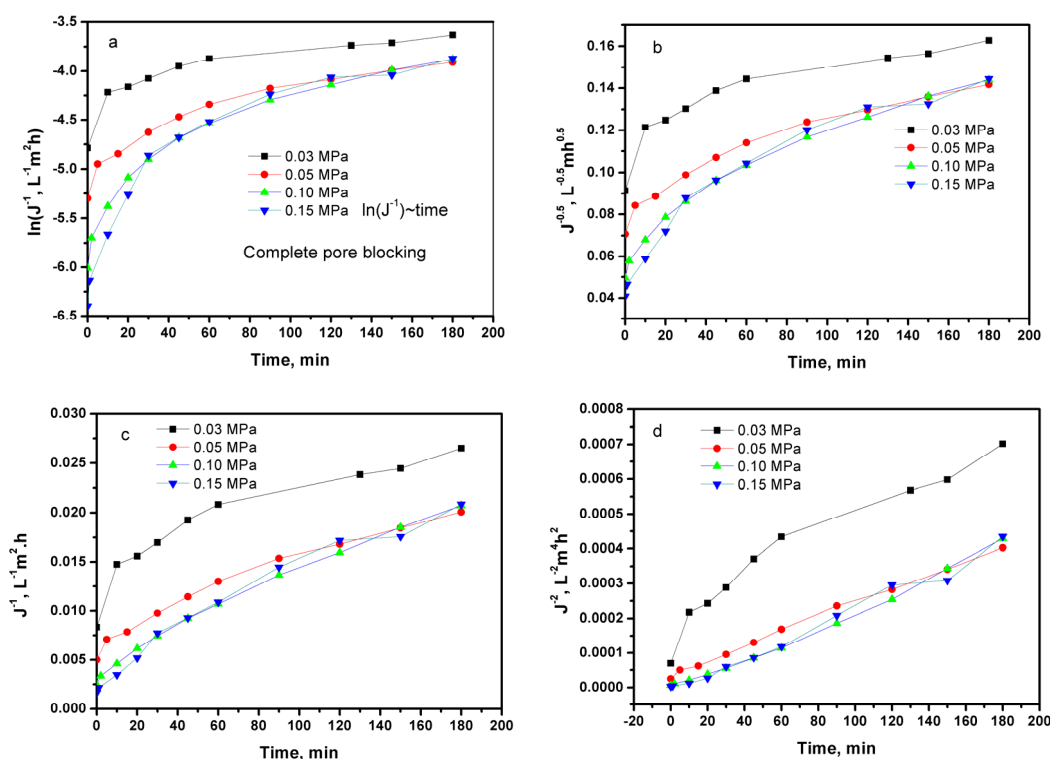 a
ln(J⁻¹, L⁻¹m²h)
-3.5
-4.0
-4.5
-5.0
-5.5
-6.0
-6.5
0.03 MPa
0.05 MPa
0.10 MPa
0.15 MPa
ln(J⁻¹)~time
Complete pore blocking
0 20 40 60 80 100 120 140 160 180 200
Time, min
b
J⁻⁰·⁵, L⁻⁰·⁵mh⁰·⁵
0.16
0.14
0.12
0.10
0.08
0.06
0.04
0.03 MPa
0.05 MPa
0.10 MPa
0.15 MPa
0 20 40 60 80 100 120 140 160 180 200
Time, min
c
J⁻¹, L⁻¹m².h
0.030
0.025
0.020
0.015
0.010
0.005
0.000
0.03 MPa
0.05 MPa
0.10 MPa
0.15 MPa
0 20 40 60 80 100 120 140 160 180 200
Time, min
d
J⁻², L⁻²m⁴h²
0.0008
0.0007
0.0006
0.0005
0.0004
0.0003
0.0002
0.0001
0.0000
0.03 MPa
0.05 MPa
0.10 MPa
0.15 MPa
-20 0 20 40 60 80 100 120 140 160 180 200
Time, min